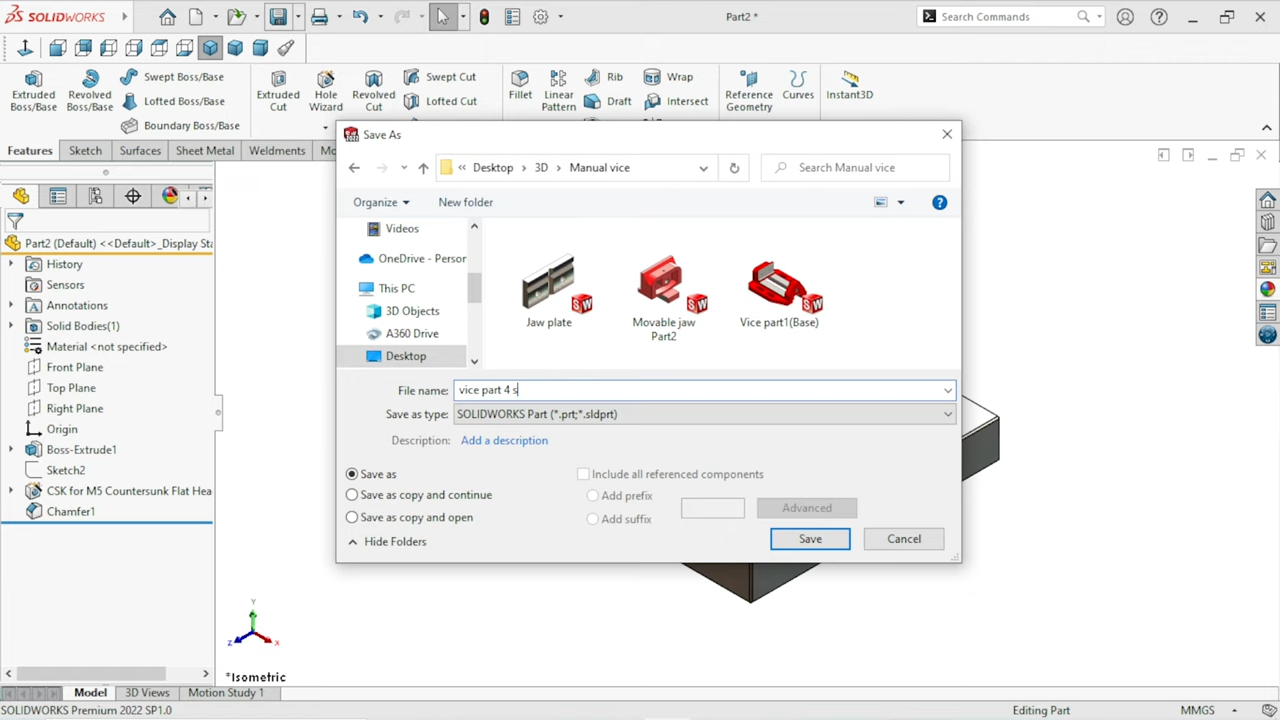 SOLIDWORKS
Part2 *
Search Commands
Extruded Boss/Base
Revolved Boss/Base
Swept Boss/Base
Lofted Boss/Base
Boundary Boss/Base
Extruded Cut
Hole Wizard
Revolved Cut
Swept Cut
Lofted Cut
Fillet
Linear Pattern
Rib
Draft
Wrap
Intersect
Reference Geometry
Curves
Instant3D
Features
Sketch
Surfaces
Sheet Metal
Weldments
Mo
Part2 (Default) <<Default>_Display Sta
History
Sensors
Annotations
Solid Bodies(1)
Material <not specified>
Front Plane
Top Plane
Right Plane
Origin
Boss-Extrude1
Sketch2
CSK for M5 Countersunk Flat Hea
Chamfer1
Save As
« Desktop › 3D › Manual vice
Search Manual vice
Organize
New folder
Videos
OneDrive - Person
This PC
3D Objects
A360 Drive
Desktop
Jaw plate
Movable jaw
Part2
Vice part1(Base)
File name: vice part 4 s
Save as type: SOLIDWORKS Part (*.prt;*.sldprt)
Description: Add a description
Save as
Save as copy and continue
Save as copy and open
Include all referenced components
Add prefix
Add suffix
Advanced
Hide Folders
Save
Cancel
Y
Z
X
*Isometric
Model
3D Views
Motion Study 1
SOLIDWORKS Premium 2022 SP1.0
Editing Part
MMGS